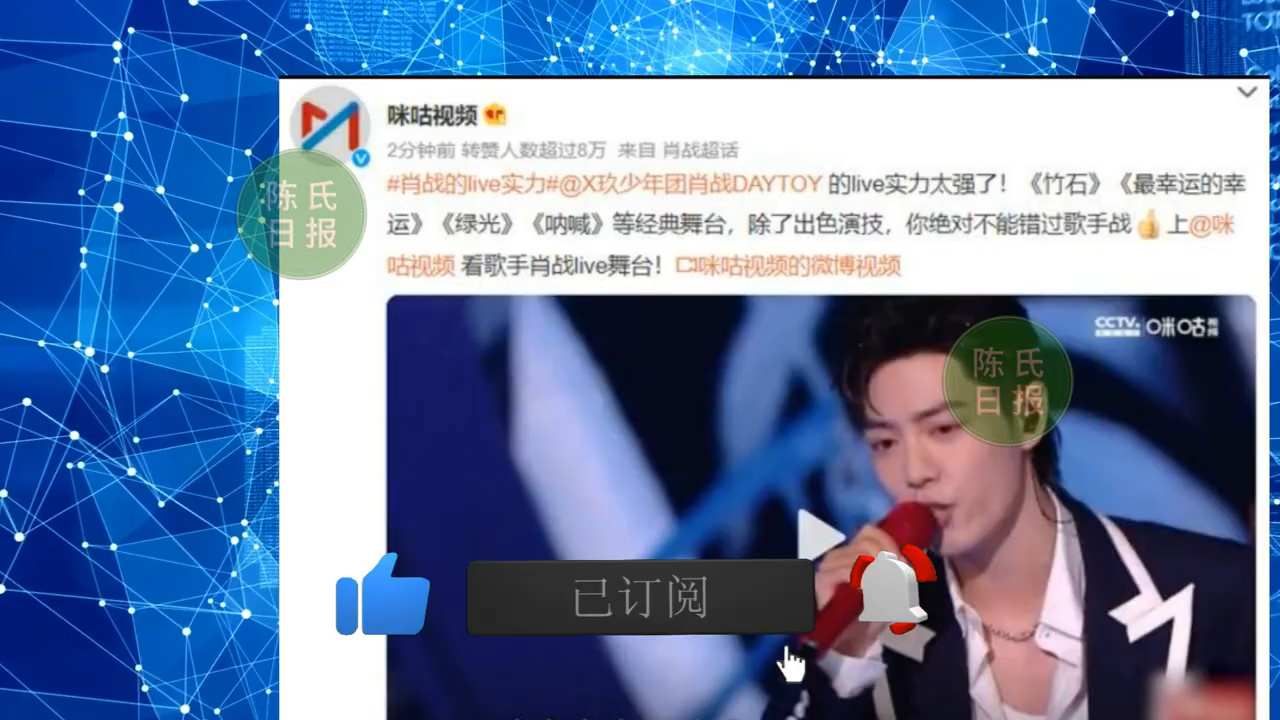 咪咕视频
2分钟前 转赞人数超过8万 来自 肖战超话
#肖战的live实力#@X玖少年团肖战DAYTOY 的live实力太强了！《竹石》《最幸运的幸
运》《绿光》《呐喊》等经典舞台，除了出色演技，你绝对不能错过歌手战 上@咪
咕视频 看歌手肖战live舞台！ 咪咕视频的微博视频
陈氏
日报
CCTV. 咪咕
陈氏
日报
已订阅